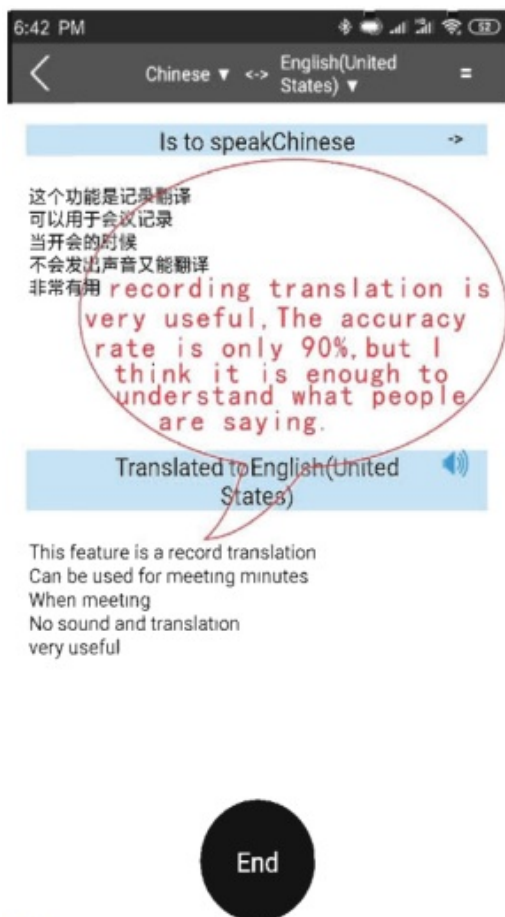 6:42 PM
52
Chinese ▼ <-> English(United States) ▼ =
Is to speakChinese ->
这个功能是记录翻译
可以用于会议记录
当开会的时候
不会发出声音又能翻译
非常有用
recording translation is
very useful,The accuracy
rate is only 90%,but I
think it is enough to
understand what people
are saying.
Translated toEnglish(United
States)
This feature is a record translation
Can be used for meeting minutes
When meeting
No sound and translation
very useful
End